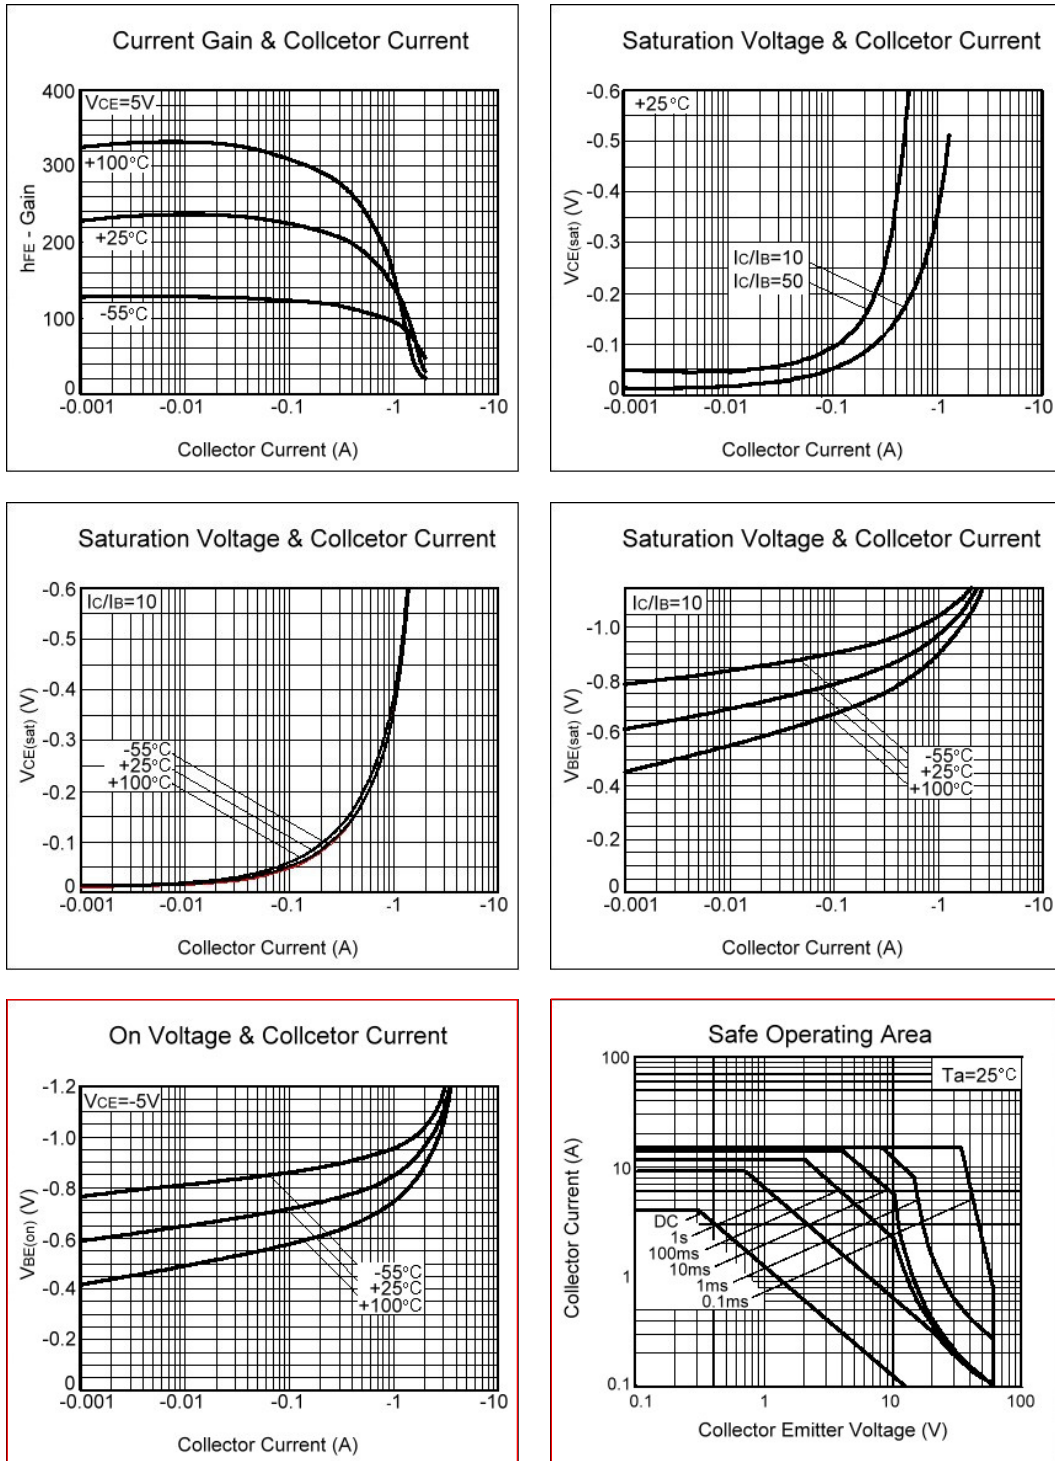 Current Gain & Collcetor Current
VCE=5V
400
300
200
100
0
+100°C
+25°C
-55°C
hFE - Gain
-0.001 -0.01 -0.1 -1 -10
Collector Current (A)
Saturation Voltage & Collcetor Current
+25°C
-0.6
-0.5
-0.4
-0.3
-0.2
-0.1
0
VCE(sat) (V)
IC/IB=10
IC/IB=50
-0.001 -0.01 -0.1 -1 -10
Collector Current (A)
Saturation Voltage & Collcetor Current
IC/IB=10
-0.6
-0.5
-0.4
-0.3
-0.2
-0.1
0
VCE(sat) (V)
-55°C
+25°C
+100°C
-0.001 -0.01 -0.1 -1 -10
Collector Current (A)
Saturation Voltage & Collcetor Current
IC/IB=10
-1.0
-0.8
-0.6
-0.4
-0.2
0
VBE(sat) (V)
-55°C
+25°C
+100°C
-0.001 -0.01 -0.1 -1 -10
Collector Current (A)
On Voltage & Collcetor Current
VCE=-5V
-1.2
-1.0
-0.8
-0.6
-0.4
-0.2
0
VBE(on) (V)
-55°C
+25°C
+100°C
-0.001 -0.01 -0.1 -1 -10
Collector Current (A)
Safe Operating Area
Ta=25°C
100
10
1
0.1
Collector Current (A)
DC
1s
100ms
10ms
1ms
0.1ms
0.1 1 10 100
Collector Emitter Voltage (V)